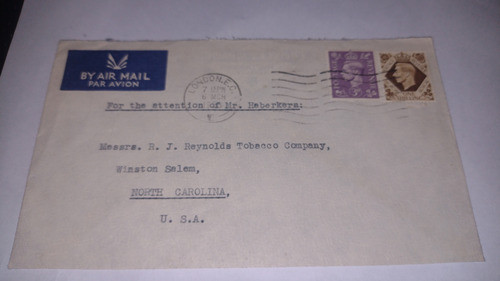 BY AIR MAIL
PAR AVION
LONDON.E.C.
For the attention of Mr. Haberkern:
Messrs. R. J. Reynolds Tobacco Company,
Winston Salem,
NORTH CAROLINA,
U. S.A.